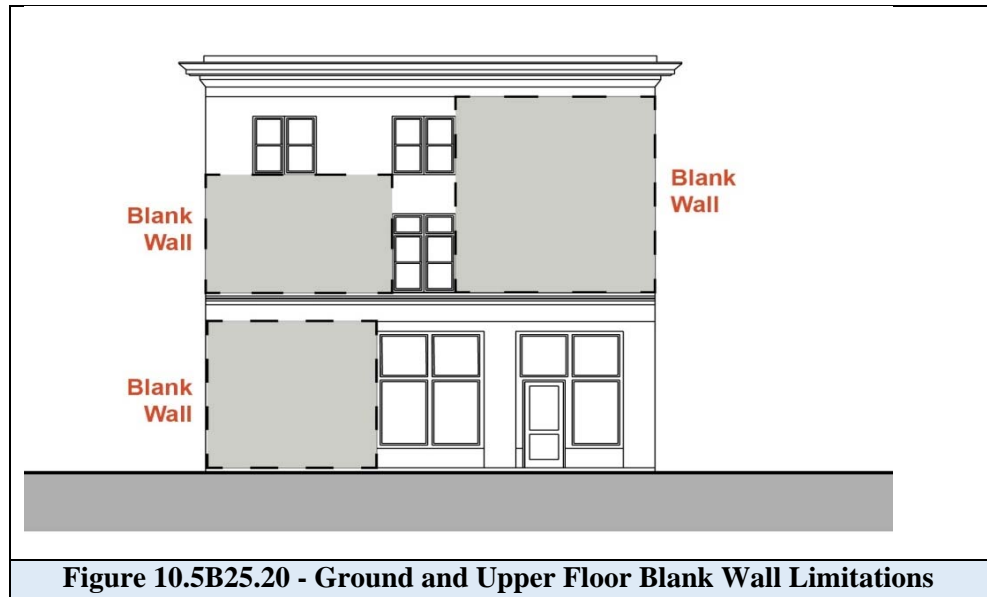 Blank
Wall
Blank
Wall
Blank
Wall
Figure 10.5B25.20 - Ground and Upper Floor Blank Wall Limitations